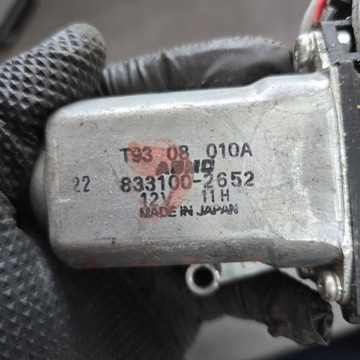 T93 08 010A
ASMO
22 833100-2652
12V 11H
MADE IN JAPAN